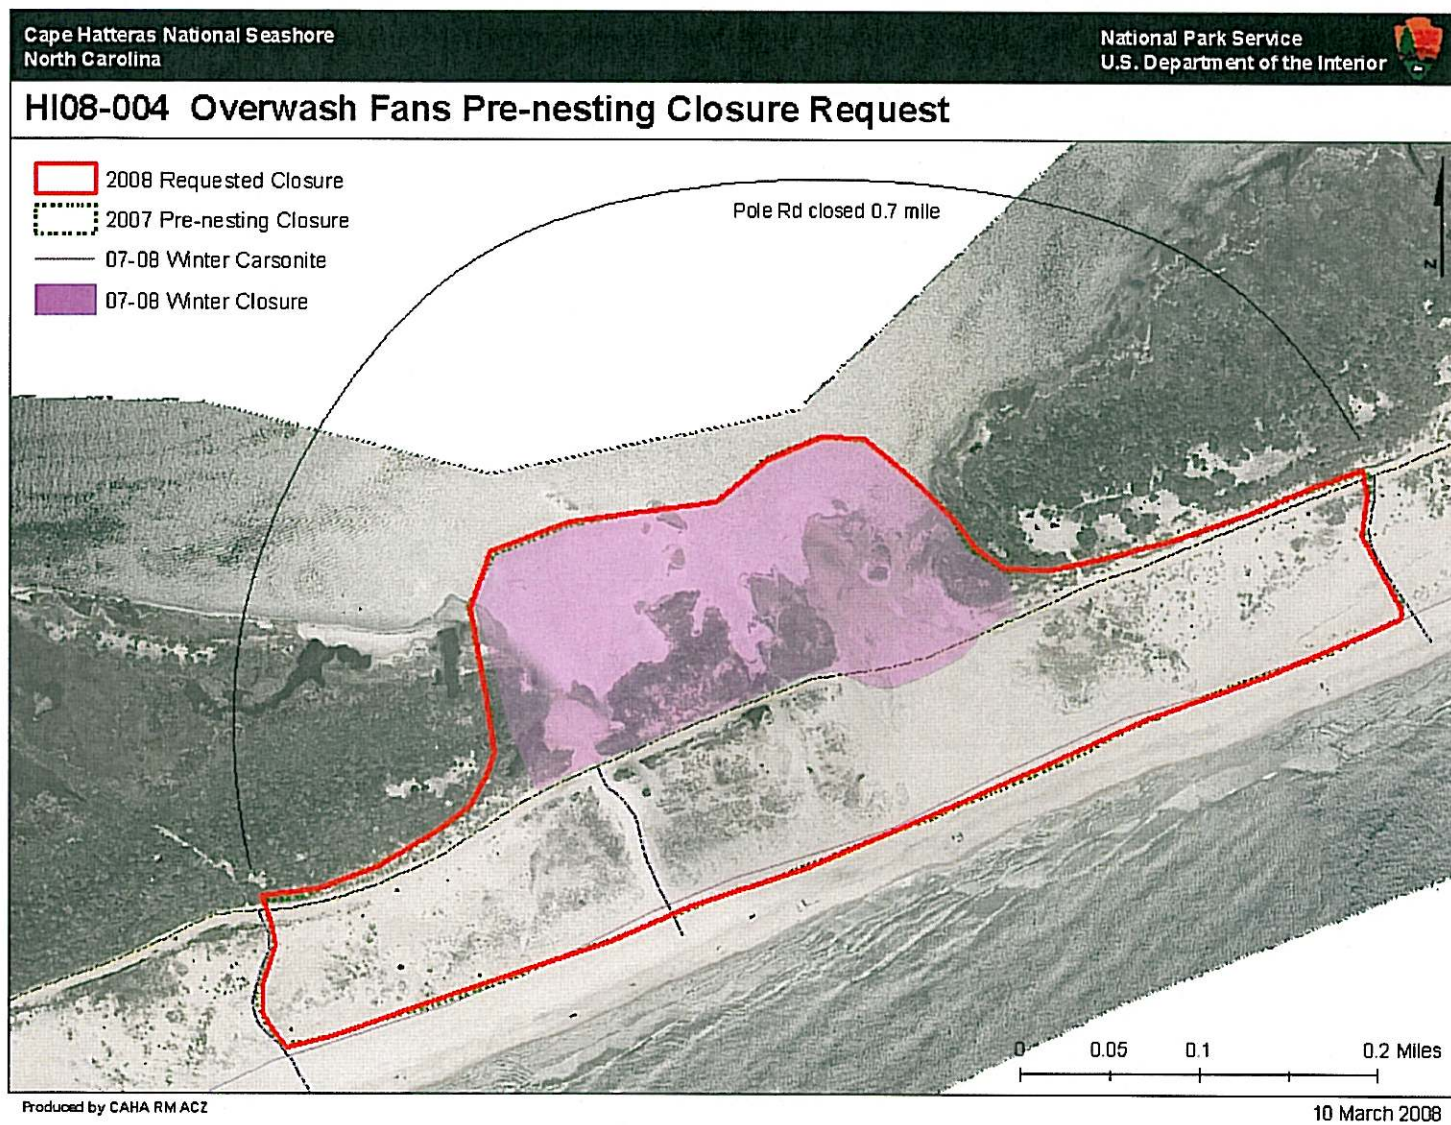 Cape Hatteras National Seashore
North Carolina
National Park Service
U.S. Department of the Interior
HI08-004 Overwash Fans Pre-nesting Closure Request
2008 Requested Closure
2007 Pre-nesting Closure
07-08 Winter Carsonite
07-08 Winter Closure
Pole Rd closed 0.7 mile
N
0 0.05 0.1 0.2 Miles
Produced by CAHA RM ACZ
10 March 2008